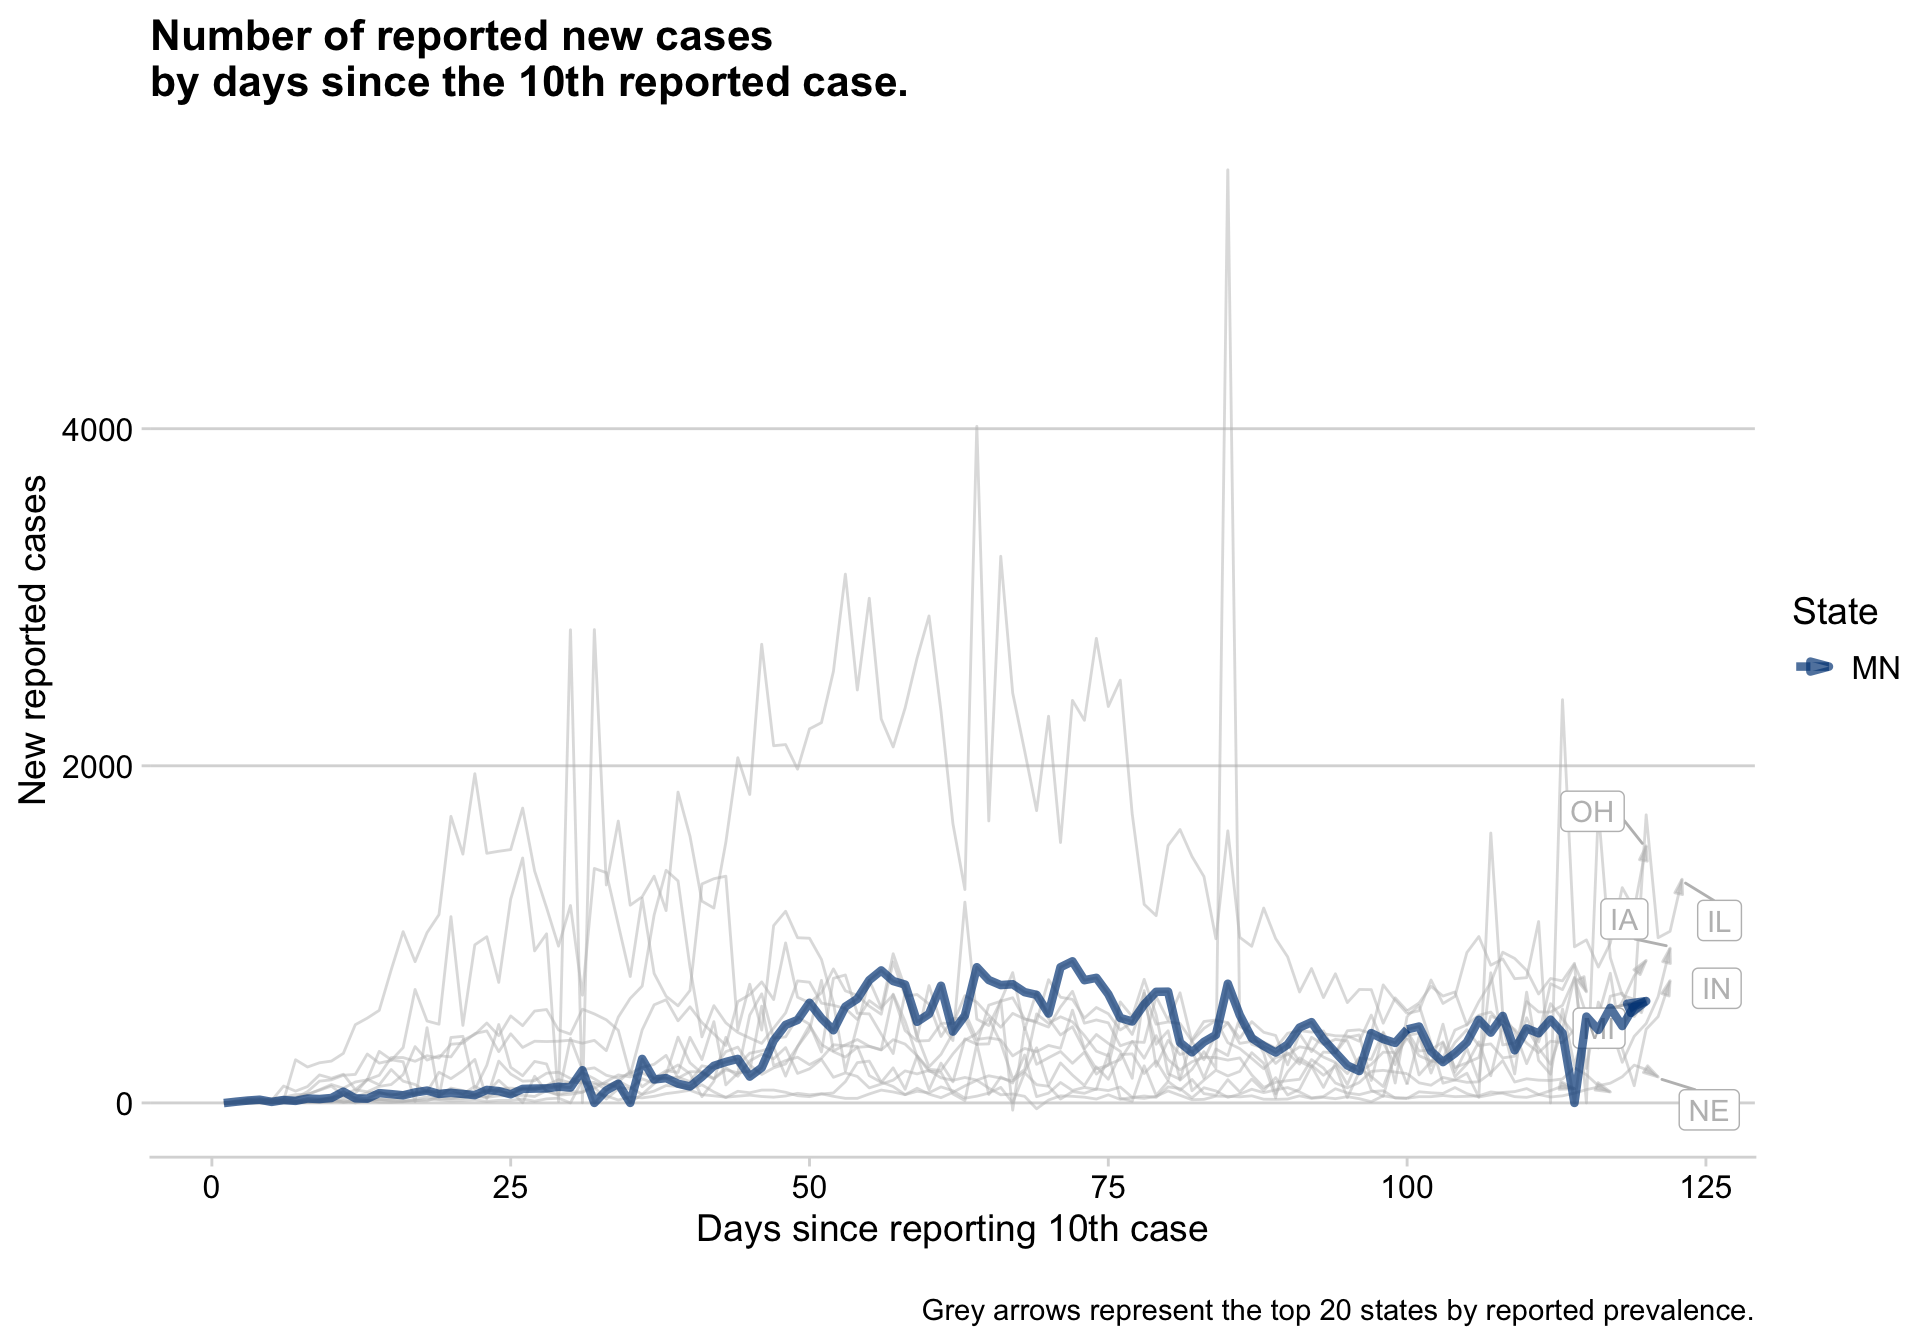 Number of reported new cases
by days since the 10th reported case.
New reported cases
4000
2000
0
OH
IA
IL
IN
MI
NE
State
MN
0 25 50 75 100 125
Days since reporting 10th case
Grey arrows represent the top 20 states by reported prevalence.